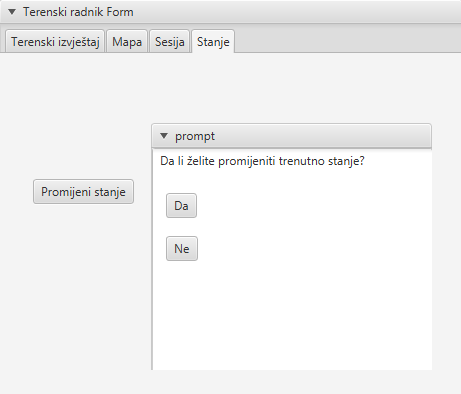 Terenski radnik Form
Terenski izvještaj Mapa Sesija Stanje
prompt
Da li želite promijeniti trenutno stanje?
Promijeni stanje
Da
Ne